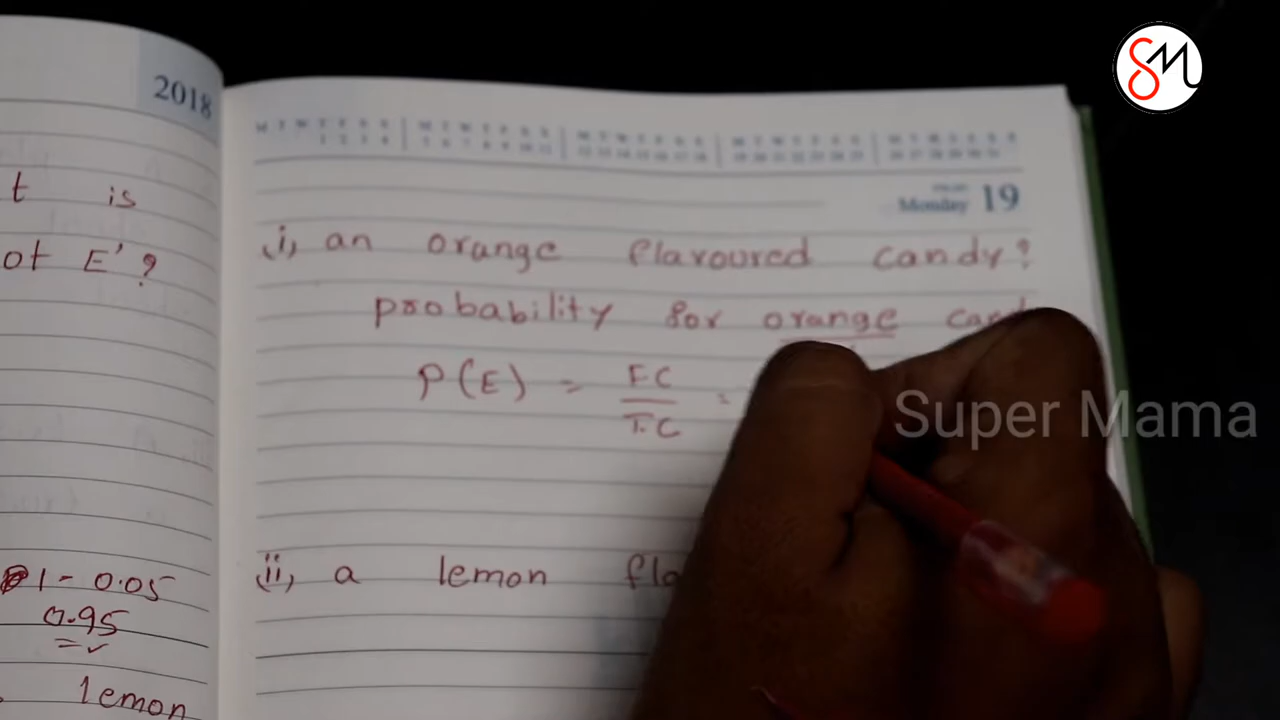 2018
t is
ot E' ?
1 - 0.05
0.95
lemon
Monday 19
(i) an orange flavoured candy?
probability for orange
P(E) = FC/TC =
(ii) a lemon
SM
Super Mama